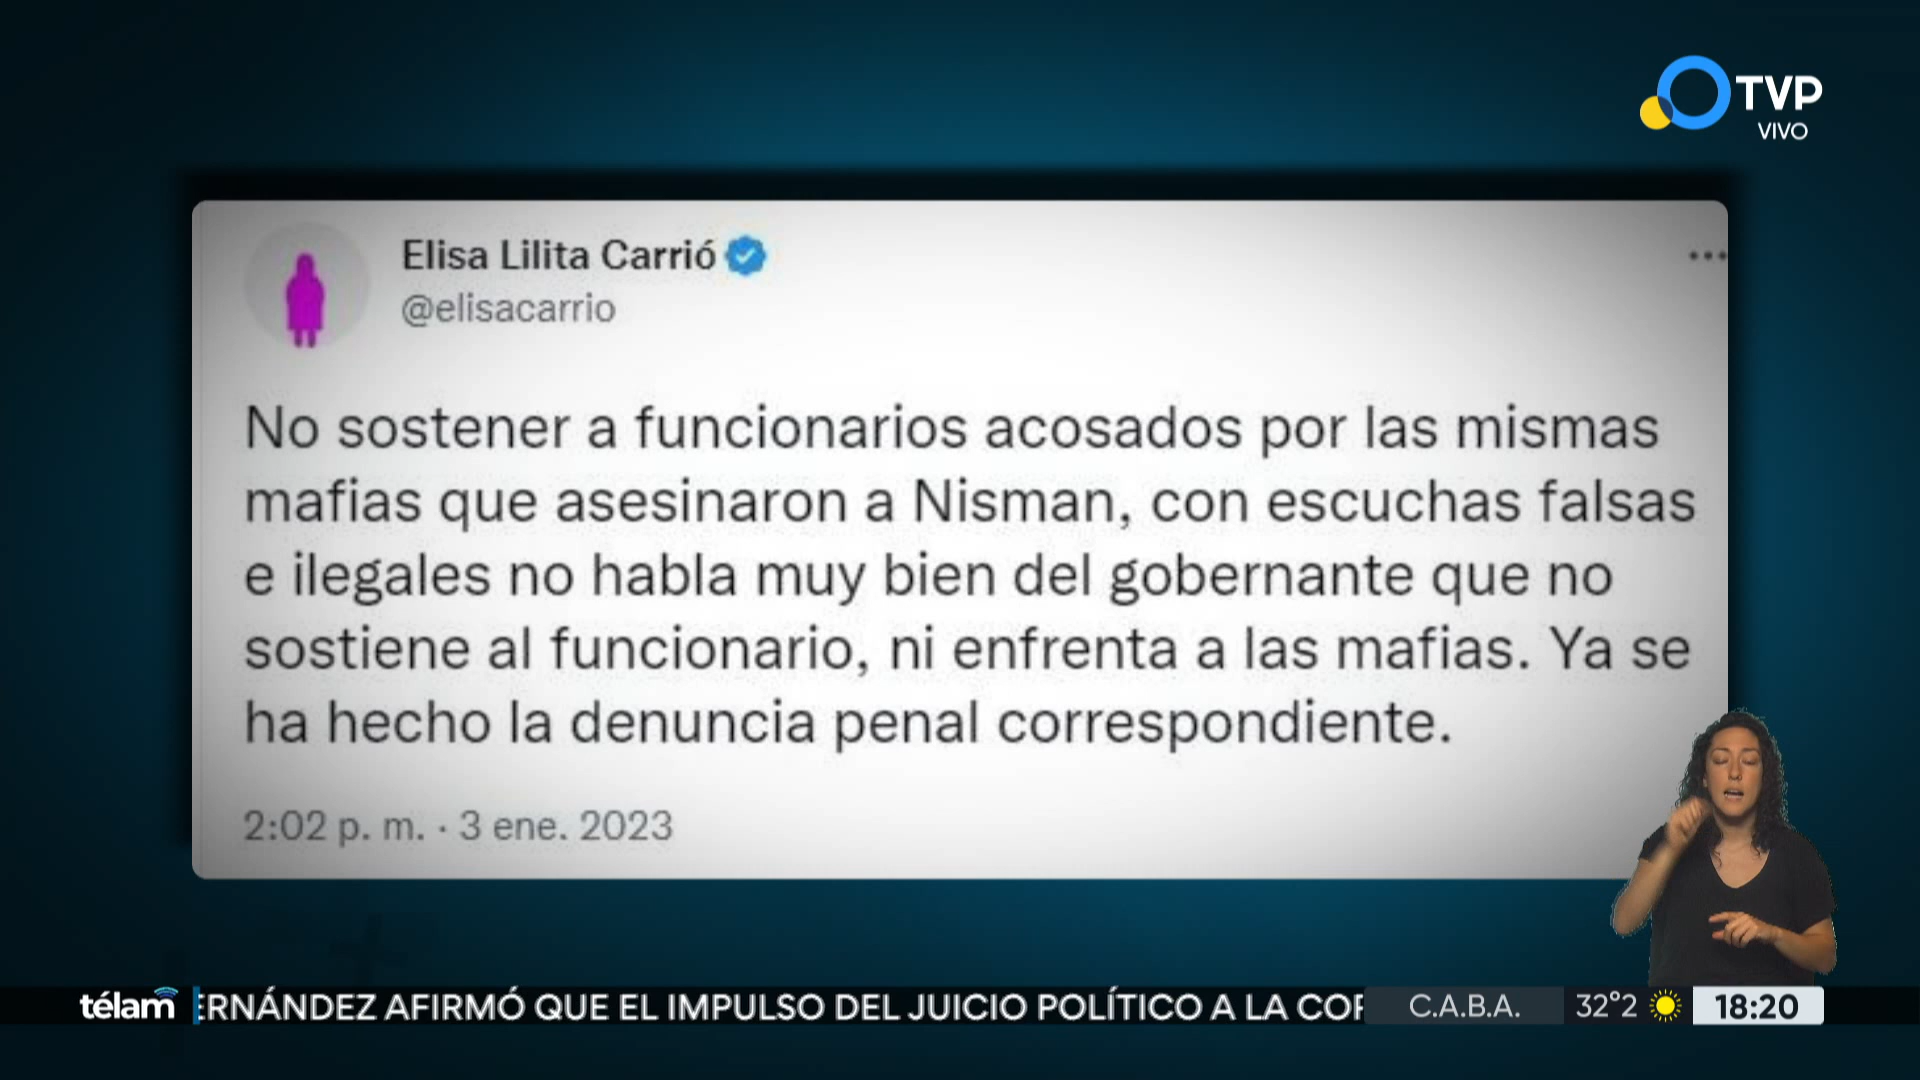 TVP
VIVO
Elisa Lilita Carrió
@elisacarrio
No sostener a funcionarios acosados por las mismas
mafias que asesinaron a Nisman, con escuchas falsas
e ilegales no habla muy bien del gobernante que no
sostiene al funcionario, ni enfrenta a las mafias. Ya se
ha hecho la denuncia penal correspondiente.
2:02 p. m. · 3 ene. 2023
télam ERNÁNDEZ AFIRMÓ QUE EL IMPULSO DEL JUICIO POLÍTICO A LA COR C.A.B.A. 32°2 18:20